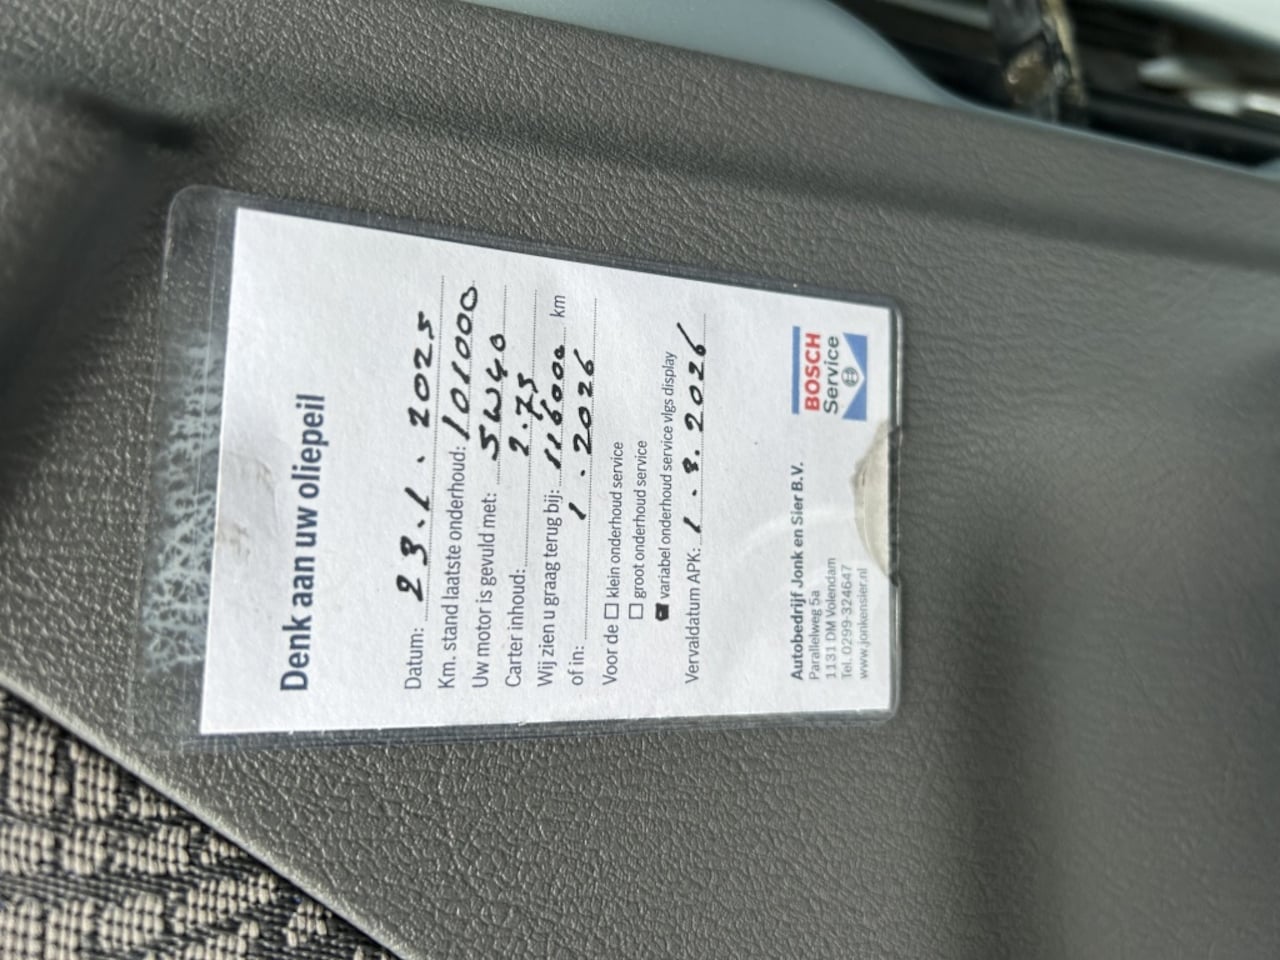 Denk aan uw oliepeil
Datum: 23.1.2025
Km. stand laatste onderhoud: 101000
Uw motor is gevuld met: 5W40
Carter inhoud: 2.75
Wij zien u graag terug bij: 116000 km
of in: 1.2026
Voor de ☐ klein onderhoud service
☐ groot onderhoud service
☒ variabel onderhoud service vlgs display
Vervaldatum APK: 1.8.2026
Autobedrijf Jonk en Sier B.V.
Parallelweg 5a
1131 DM Volendam
Tel. 0299-324647
www.jonkensier.nl
BOSCH
Service